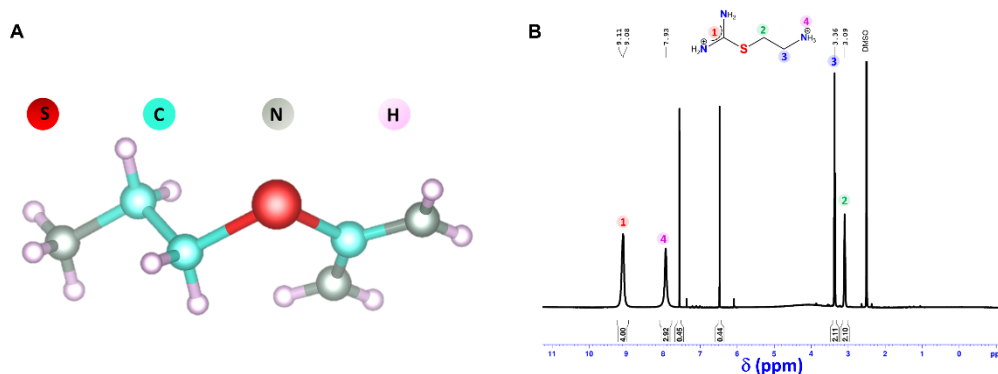 A
S
C
N
H
B
NH₂
1
H₂N⊕
S
2
3
4
NH₃⊕
9.11
9.08
7.93
3.36
3.09
DMSO
3
1
4
2
4.00
2.92
0.45
0.44
2.11
2.10
11
10
9
8
7
6
5
4
3
2
1
0
pp
δ (ppm)